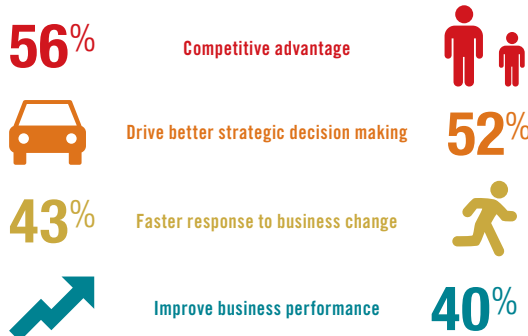 56% Competitive advantage
Drive better strategic decision making 52%
43% Faster response to business change
Improve business performance 40%